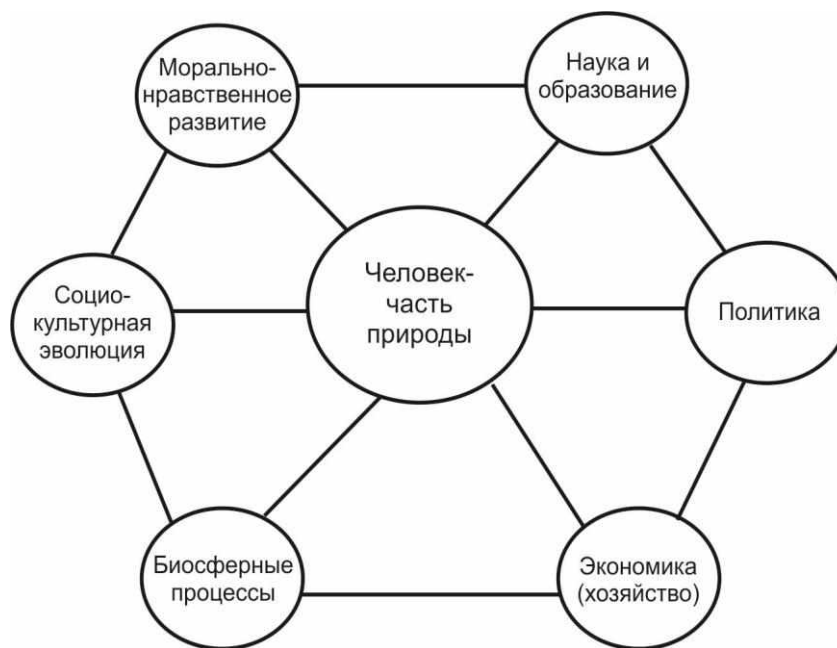 Морально-
нравственное
развитие
Наука и
образование
Человек-
часть
природы
Социо-
культурная
эволюция
Политика
Биосферные
процессы
Экономика
(хозяйство)